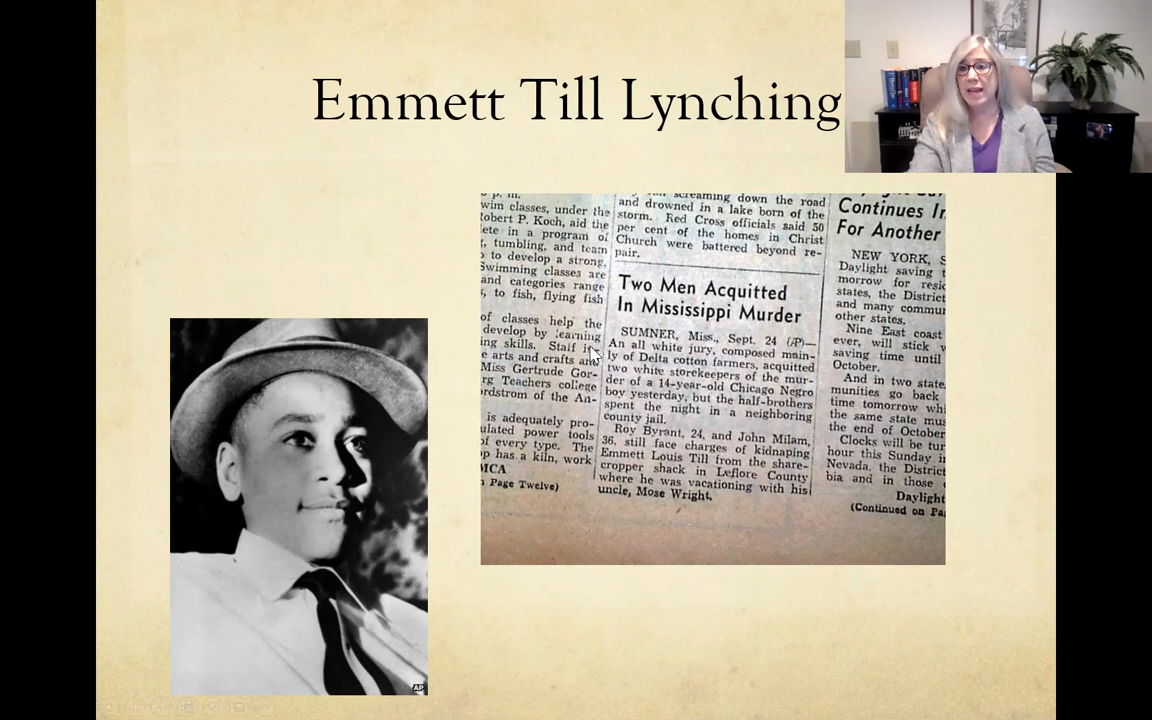 Emmett Till Lynching
swim classes, under the
Robert P. Koch, aid the
ete in a program of
g, tumbling, and team
to develop a strong,
Swimming classes are
and categories range
s, to fish, flying fish
of classes help the
develop by learning
ing skills. Staff
e arts and crafts and
Miss Gertrude Gor-
rg Teachers college
ordstrom of the An-
is adequately pro-
ulated power tools
of every type. The
p has a kiln, work
MCA
Page Twelve)
screaming down the road
and drowned in a lake born of the
storm. Red Cross officials said 50
per cent of the homes in Christ
Church were battered beyond re-
pair.
Two Men Acquitted
In Mississippi Murder
SUMNER, Miss., Sept. 24 (AP)—
An all white jury, composed main-
ly of Delta cotton farmers, acquitted
two white storekeepers of the mur-
der of a 14-year-old Chicago Negro
boy yesterday, but the half-brothers
spent the night in a neighboring
county jail.
Roy Byrant, 24, and John Milam,
36, still face charges of kidnaping
Emmett Louis Till from the share-
cropper shack in Leflore County
where he was vacationing with his
uncle, Mose Wright.
Continues In
For Another
NEW YORK, S
Daylight saving t
morrow for resid
states, the District
and many commun
other states.
Nine East coast
ever, will stick w
saving time until
October.
And in two state
munities go back
time tomorrow whi
the same state mus
the end of October
Clocks will be tur
hour this Sunday in
Nevada, the District
bia and in those
Daylight
(Continued on Pa
AP